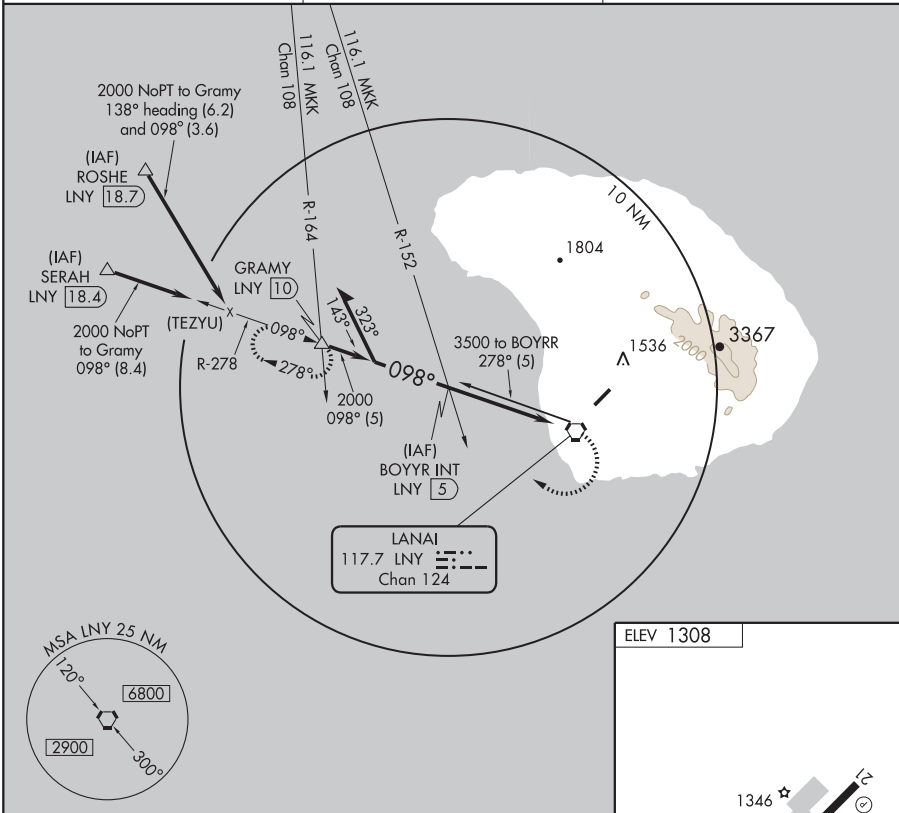 116.1 MKK
Chan 108
116.1 MKK
Chan 108
2000 NoPT to Gramy
138° heading (6.2)
and 098° (3.6)
(IAF)
ROSHE
LNY 18.7
10 NM
R-164
R-152
1804
(IAF)
SERAH
LNY 18.4
GRAMY
LNY 10
2000 NoPT
to Gramy
098° (8.4)
(TEZYU)
X
R-278
098°
278°
143°
323°
2000
098° (5)
098°
3500 to BOYRR
278° (5)
1536
2000
3367
(IAF)
BOYYR INT
LNY 5
LANAI
117.7 LNY
Chan 124
MSA LNY 25 NM
120°
6800
2900
300°
ELEV 1308
1346
21